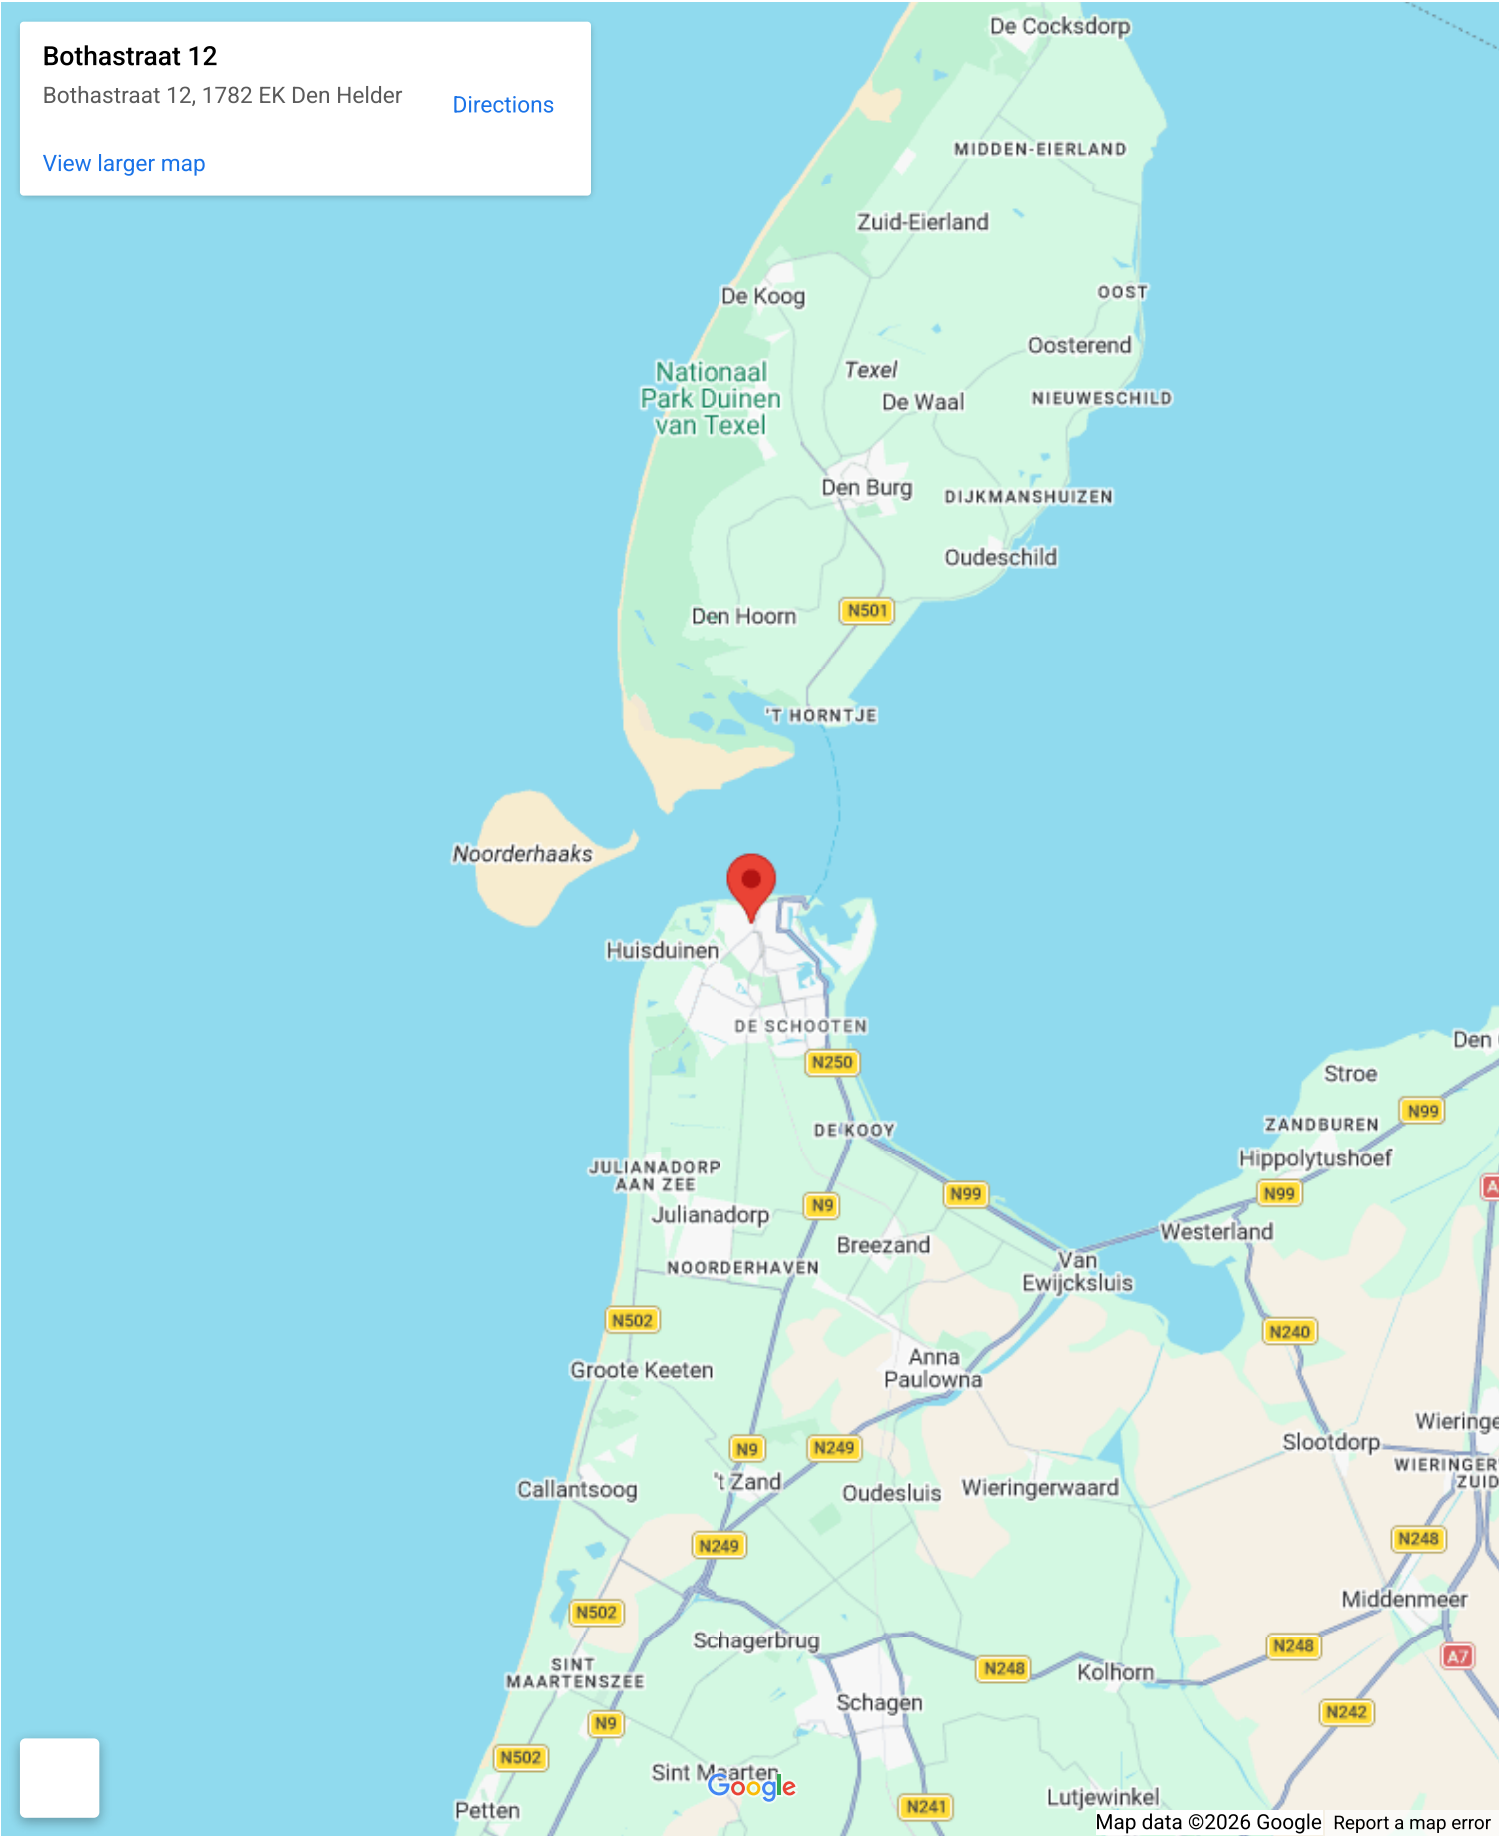 Bothastraat 12
Bothastraat 12, 1782 EK Den Helder
Directions
View larger map
De Cocksdorp
MIDDEN-EIERLAND
Zuid-Eierland
De Koog
OOST
Oosterend
Texel
Nationaal
Park Duinen
van Texel
De Waal
NIEUWESCHILD
Den Burg
DIJKMANSHUIZEN
Oudeschild
Den Hoorn
N501
'T HORNTJE
Noorderhaaks
Huisduinen
DE SCHOOTEN
Den
N250
Stroe
N99
ZANDBUREN
DE KOOY
Hippolytushoef
JULIANADORP
AAN ZEE
N99
N99
A
N9
Julianadorp
Westerland
Breezand
Van
Ewijcksluis
NOORDERHAVEN
N502
N240
Anna
Paulowna
Groote Keeten
Wieringe
Slootdorp
N9
N249
WIERINGER
ZUID
't Zand
Callantsoog
Oudesluis
Wieringerwaard
N249
N248
Middenmeer
N502
Schagerbrug
N248
A7
SINT
MAARTENSZEE
N248
Kolhorn
Schagen
N242
N9
N502
Sint Maarten
Google
Lutjewinkel
Petten
N241
Map data ©2026 Google
Report a map error